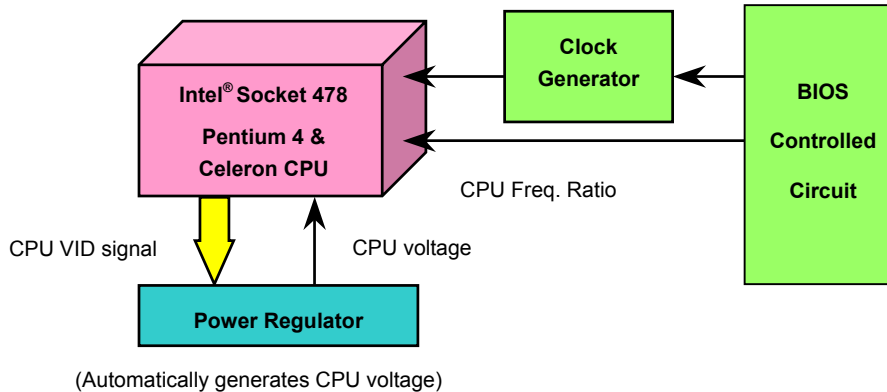 Intel® Socket 478
Pentium 4 &
Celeron CPU
Clock
Generator
BIOS
Controlled
Circuit
CPU Freq. Ratio
CPU VID signal
CPU voltage
Power Regulator
(Automatically generates CPU voltage)